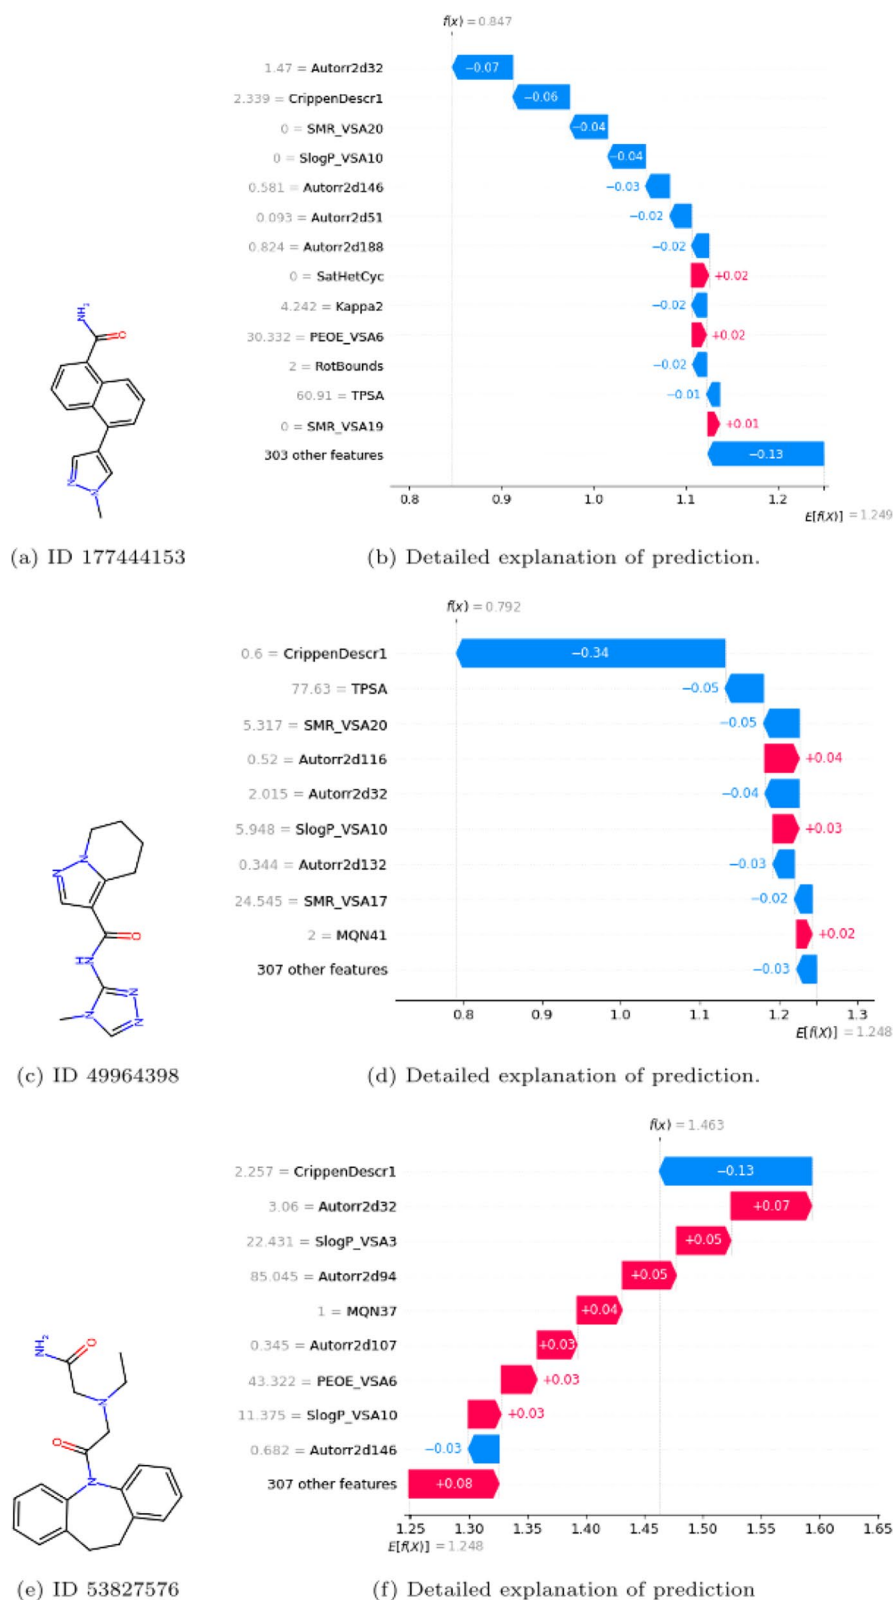 f(x) = 0.847
1.47 = Autorr2d32 −0.07
2.339 = CrippenDescr1 −0.06
0 = SMR_VSA20 −0.04
0 = SlogP_VSA10 −0.04
0.581 = Autorr2d146 −0.03
0.093 = Autorr2d51 −0.02
0.824 = Autorr2d188 −0.02
0 = SatHetCyc +0.02
4.242 = Kappa2 −0.02
30.332 = PEOE_VSA6 +0.02
2 = RotBounds −0.02
60.91 = TPSA −0.01
0 = SMR_VSA19 +0.01
303 other features −0.13
0.8 0.9 1.0 1.1 1.2
E[f(X)] = 1.249
NH₂
O
N
N
(a) ID 177444153 (b) Detailed explanation of prediction.
f(x) = 0.792
0.6 = CrippenDescr1 −0.34
77.63 = TPSA −0.05
5.317 = SMR_VSA20 −0.05
0.52 = Autorr2d116 +0.04
2.015 = Autorr2d32 −0.04
5.948 = SlogP_VSA10 +0.03
0.344 = Autorr2d132 −0.03
24.545 = SMR_VSA17 −0.02
2 = MQN41 +0.02
307 other features −0.03
0.8 0.9 1.0 1.1 1.2 1.3
E[f(X)] = 1.248
N
N
O
HN
N
N
N
(c) ID 49964398 (d) Detailed explanation of prediction.
f(x) = 1.463
2.257 = CrippenDescr1 −0.13
3.06 = Autorr2d32 +0.07
22.431 = SlogP_VSA3 +0.05
85.045 = Autorr2d94 +0.05
1 = MQN37 +0.04
0.345 = Autorr2d107 +0.03
43.322 = PEOE_VSA6 +0.03
11.375 = SlogP_VSA10 +0.03
0.682 = Autorr2d146 −0.03
307 other features +0.08
1.25 1.30 1.35 1.40 1.45 1.50 1.55 1.60 1.65
E[f(X)] = 1.248
NH₂
O
N
O
N
(e) ID 53827576 (f) Detailed explanation of prediction